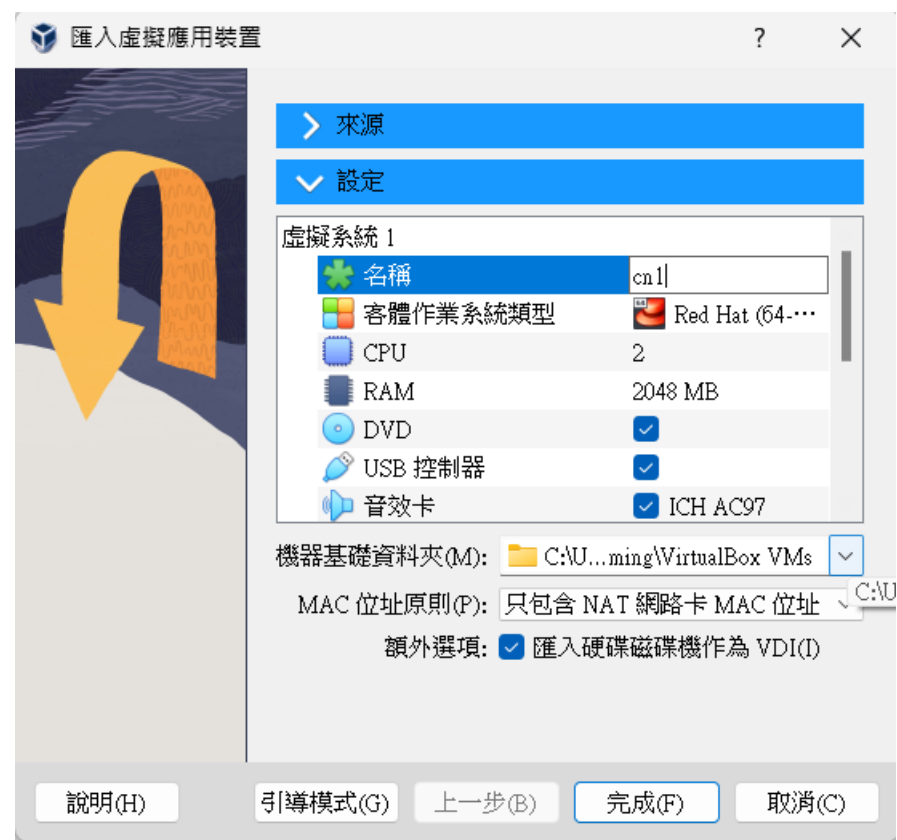 匯入虛擬應用裝置 ?
來源
設定
虛擬系統 1
名稱 cn1
客體作業系統類型 64 Red Hat (64-…
CPU 2
RAM 2048 MB
DVD
USB 控制器
音效卡 ICH AC97
機器基礎資料夾(M): C:\U...ming\VirtualBox VMs
C:\U
MAC 位址原則(P): 只包含 NAT 網路卡 MAC 位址
額外選項: 匯入硬碟磁碟機作為 VDI(I)
說明(H) 引導模式(G) 上一步(B) 完成(F) 取消(C)